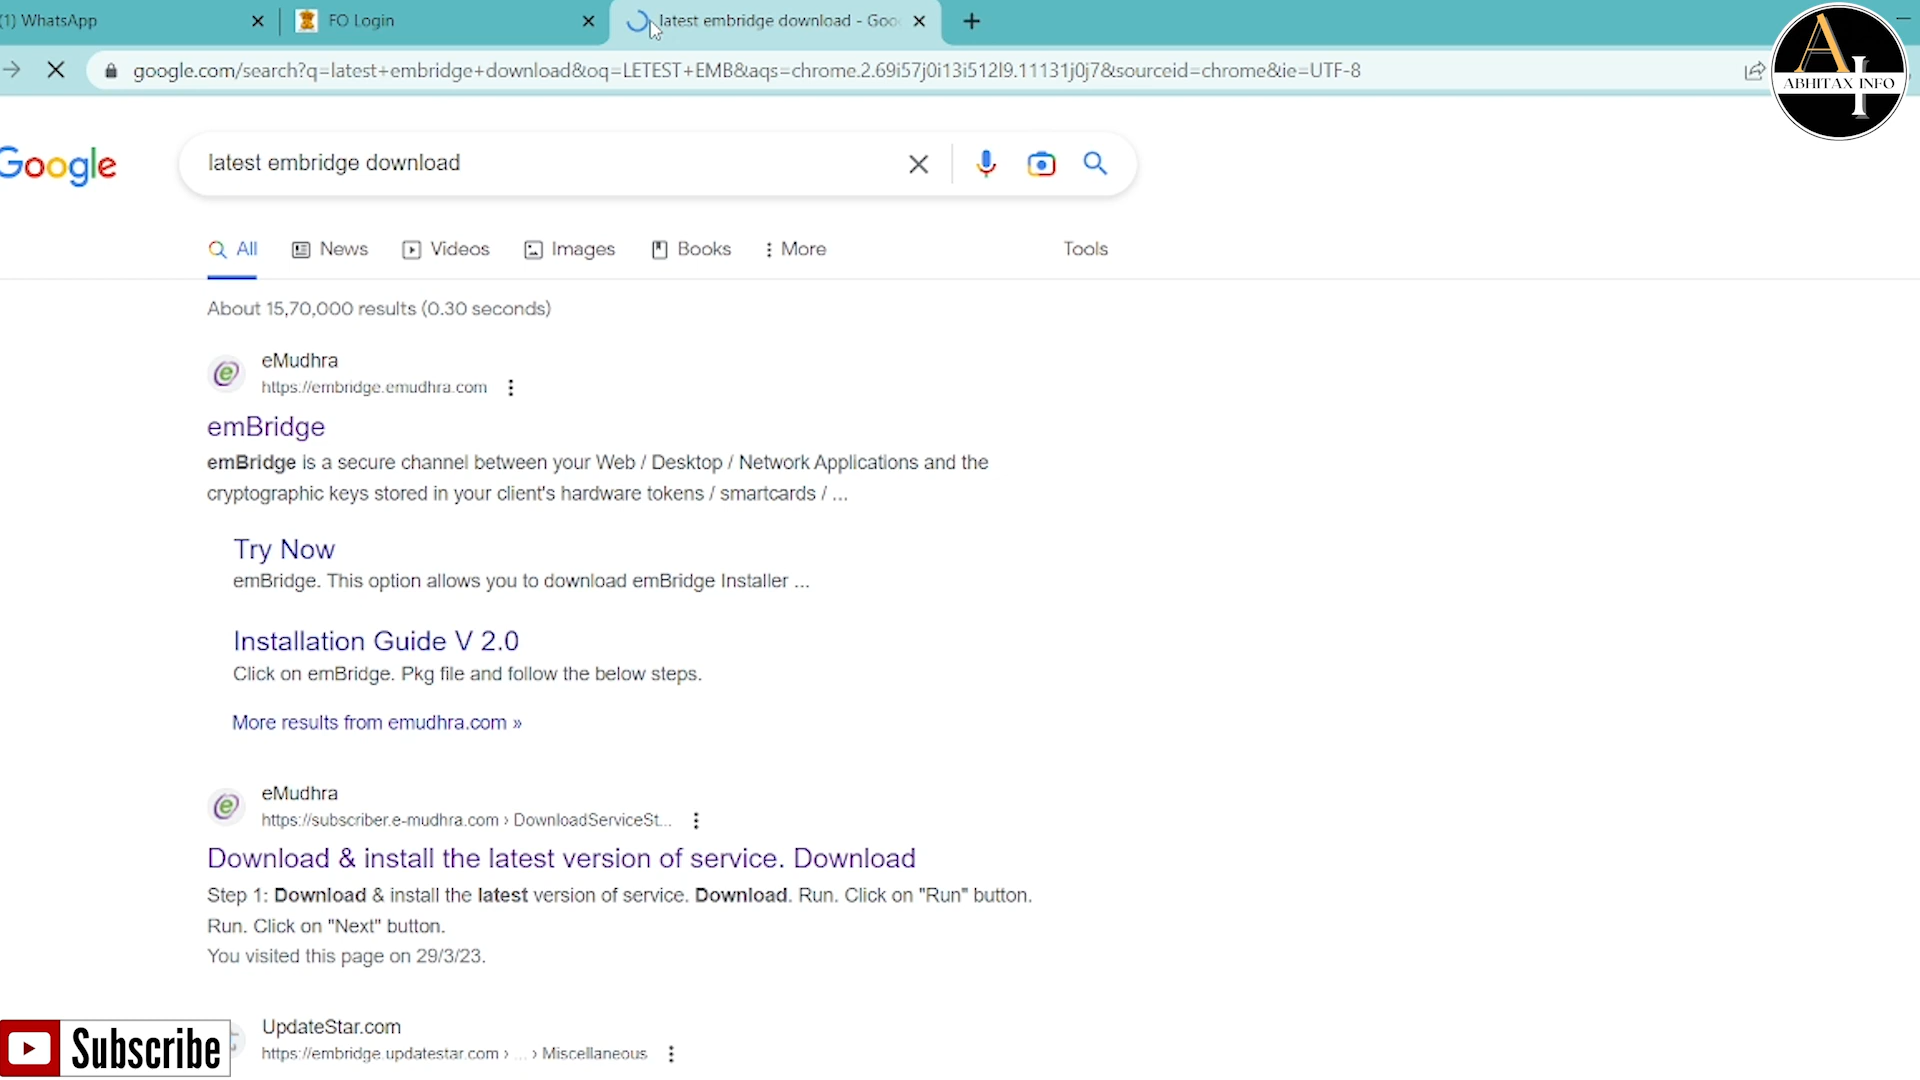 (1) WhatsApp
FO Login
latest embridge download - Goo
google.com/search?q=latest+embridge+download&oq=LETEST+EMB&aqs=chrome.2.69i57j0i13i512l9.11131j0j7&sourceid=chrome&ie=UTF-8
A I
ABHITAX INFO
Google
latest embridge download
All
News
Videos
Images
Books
More
Tools
About 15,70,000 results (0.30 seconds)
eMudhra
https://embridge.emudhra.com
emBridge
emBridge is a secure channel between your Web / Desktop / Network Applications and the
cryptographic keys stored in your client's hardware tokens / smartcards / ...
Try Now
emBridge. This option allows you to download emBridge Installer ...
Installation Guide V 2.0
Click on emBridge. Pkg file and follow the below steps.
More results from emudhra.com »
eMudhra
https://subscriber.e-mudhra.com › DownloadServiceSt...
Download & install the latest version of service. Download
Step 1: Download & install the latest version of service. Download. Run. Click on "Run" button.
Run. Click on "Next" button.
You visited this page on 29/3/23.
UpdateStar.com
https://embridge.updatestar.com › ... › Miscellaneous
Subscribe